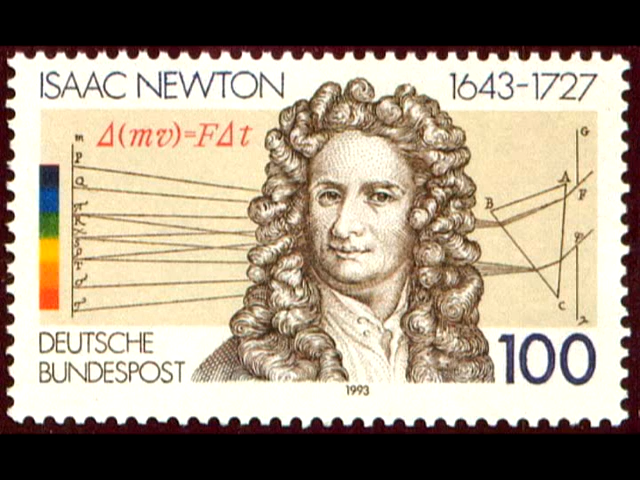 ISAAC NEWTON 1643-1727
Δ(mv)=FΔt
G
A
F
B
C
DEUTSCHE
BUNDESPOST
100
1993